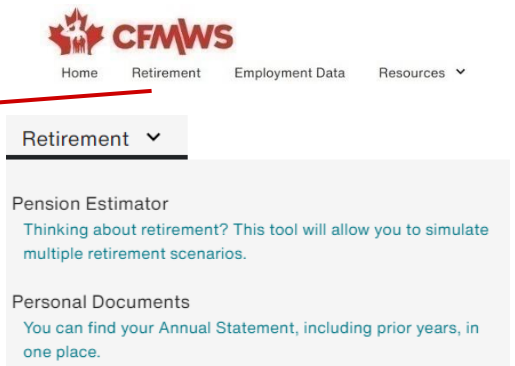 CFMWS
Home Retirement Employment Data Resources
Retirement
Pension Estimator
Thinking about retirement? This tool will allow you to simulate
multiple retirement scenarios.
Personal Documents
You can find your Annual Statement, including prior years, in
one place.